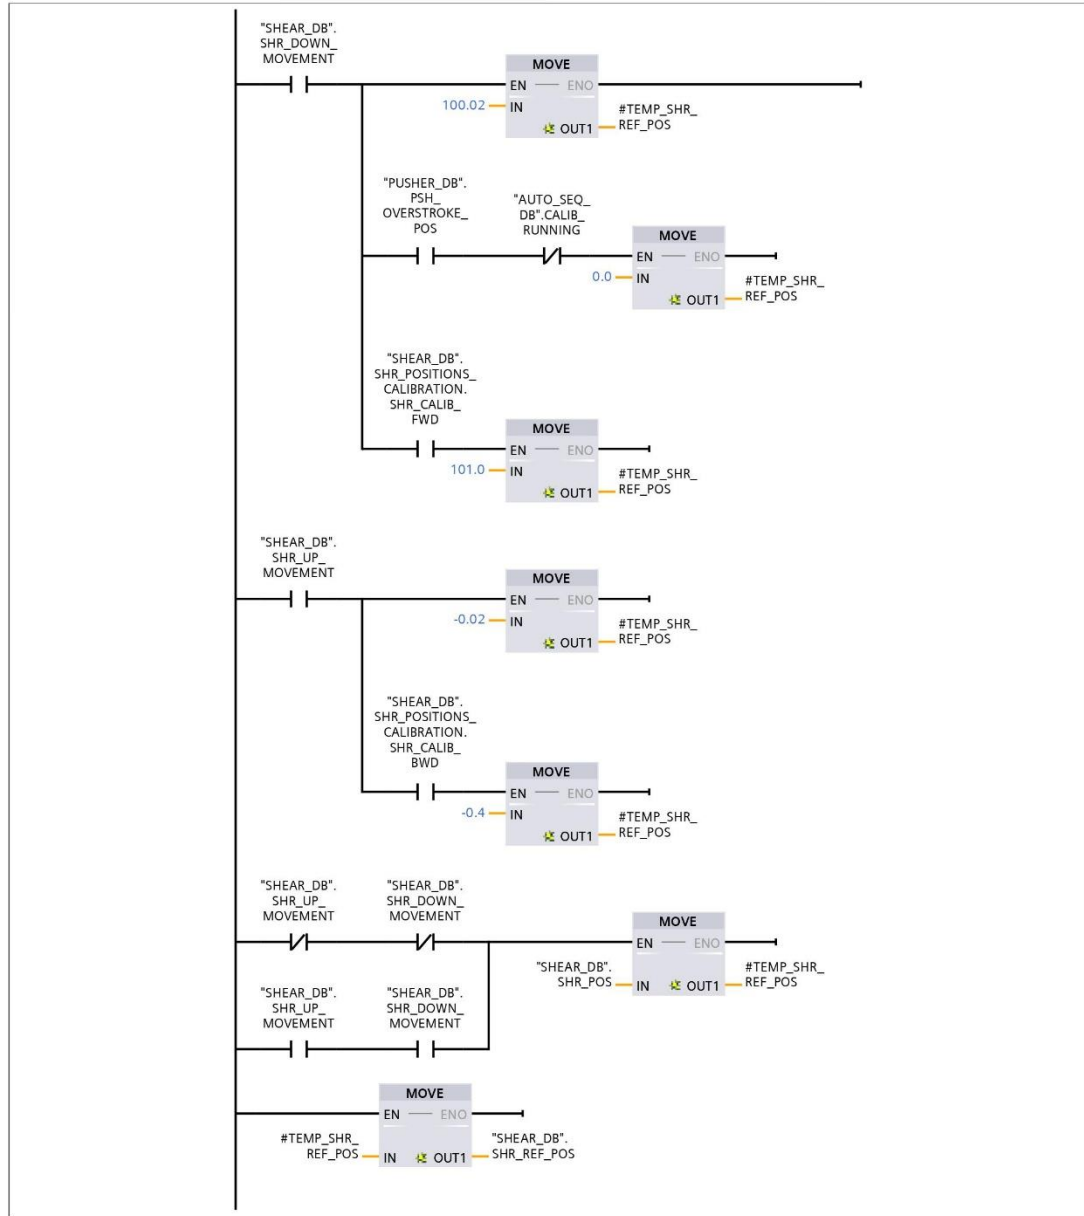 "SHEAR_DB".
SHR_DOWN_
MOVEMENT
MOVE
EN ENO
100.02 IN
OUT1
#TEMP_SHR_
REF_POS
"PUSHER_DB".
PSH_
OVERSTROKE_
POS
"AUTO_SEQ_
DB".CALIB_
RUNNING
MOVE
EN ENO
0.0 IN
OUT1
#TEMP_SHR_
REF_POS
"SHEAR_DB".
SHR_POSITIONS_
CALIBRATION.
SHR_CALIB_
FWD
MOVE
EN ENO
101.0 IN
OUT1
#TEMP_SHR_
REF_POS
"SHEAR_DB".
SHR_UP_
MOVEMENT
MOVE
EN ENO
-0.02 IN
OUT1
#TEMP_SHR_
REF_POS
"SHEAR_DB".
SHR_POSITIONS_
CALIBRATION.
SHR_CALIB_
BWD
MOVE
EN ENO
-0.4 IN
OUT1
#TEMP_SHR_
REF_POS
"SHEAR_DB".
SHR_UP_
MOVEMENT
"SHEAR_DB".
SHR_DOWN_
MOVEMENT
MOVE
EN ENO
"SHEAR_DB".
SHR_POS
IN OUT1
#TEMP_SHR_
REF_POS
"SHEAR_DB".
SHR_UP_
MOVEMENT
"SHEAR_DB".
SHR_DOWN_
MOVEMENT
MOVE
EN ENO
#TEMP_SHR_
REF_POS
IN OUT1
"SHEAR_DB".
SHR_REF_POS